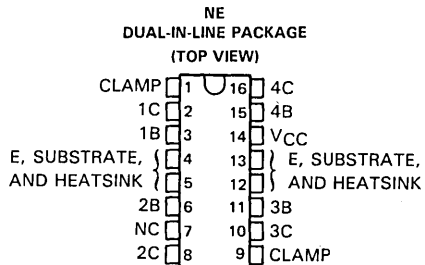 NE
DUAL-IN-LINE PACKAGE
(TOP VIEW)
CLAMP 1 16 4C
1C 2 15 4B
1B 3 14 VCC
E, SUBSTRATE, 4 13 E, SUBSTRATE,
AND HEATSINK 5 12 AND HEATSINK
2B 6 11 3B
NC 7 10 3C
2C 8 9 CLAMP